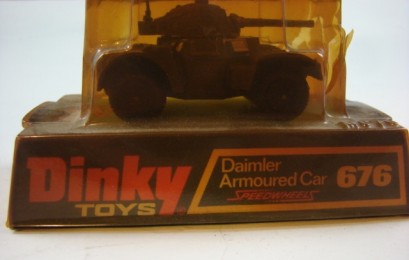 Dinky
TOYS
Daimler
Armoured Car
SPEEDWHEELS
676